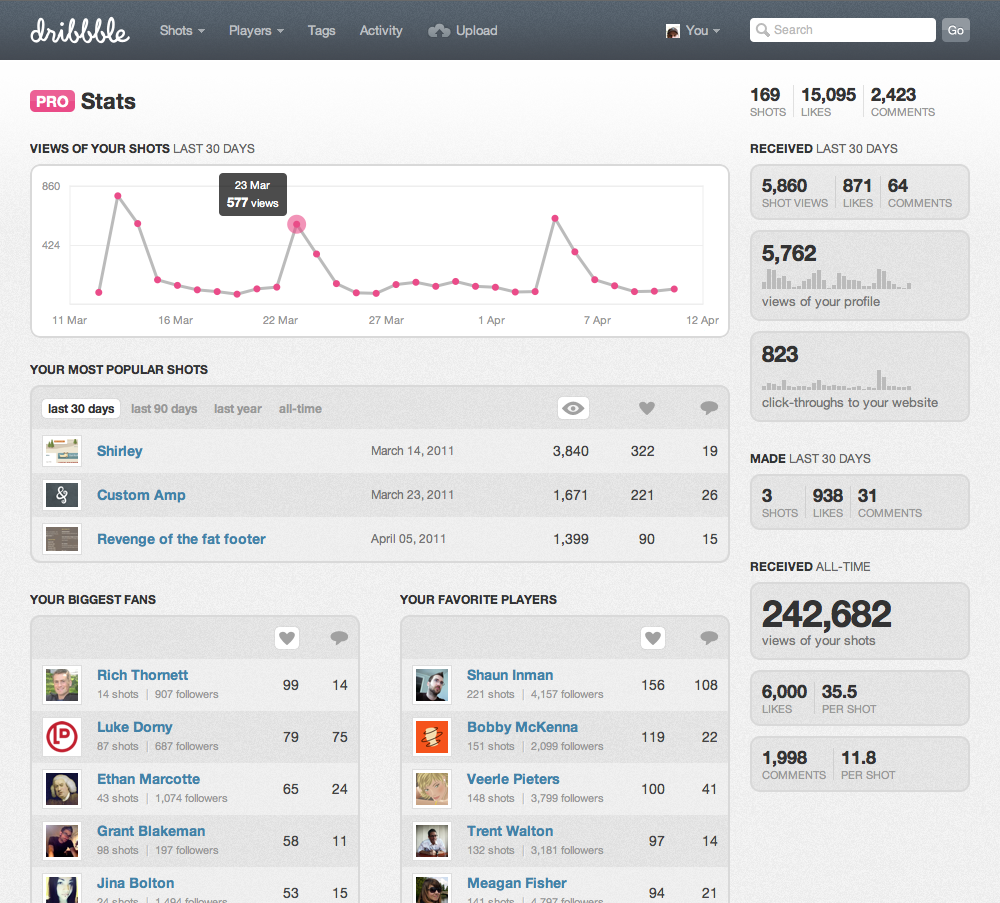 dribbble Shots Players Tags Activity Upload You Search Go
PRO Stats
VIEWS OF YOUR SHOTS LAST 30 DAYS
860
424
23 Mar
577 views
11 Mar 16 Mar 22 Mar 27 Mar 1 Apr 7 Apr 12 Apr
YOUR MOST POPULAR SHOTS
last 30 days last 90 days last year all-time
Shirley March 14, 2011 3,840 322 19
Custom Amp March 23, 2011 1,671 221 26
Revenge of the fat footer April 05, 2011 1,399 90 15
YOUR BIGGEST FANS
Rich Thornett 99 14
14 shots | 907 followers
Luke Dorny 79 75
87 shots | 687 followers
Ethan Marcotte 65 24
43 shots | 1,074 followers
Grant Blakeman 58 11
98 shots | 197 followers
Jina Bolton 53 15
24 shots | 1,494 followers
YOUR FAVORITE PLAYERS
Shaun Inman 156 108
221 shots | 4,157 followers
Bobby McKenna 119 22
151 shots | 2,099 followers
Veerle Pieters 100 41
148 shots | 3,799 followers
Trent Walton 97 14
132 shots | 3,181 followers
Meagan Fisher 94 21
141 shots | 4,797 followers
169 15,095 2,423
SHOTS LIKES COMMENTS
RECEIVED LAST 30 DAYS
5,860 871 64
SHOT VIEWS LIKES COMMENTS
5,762
views of your profile
823
click-throughs to your website
MADE LAST 30 DAYS
3 938 31
SHOTS LIKES COMMENTS
RECEIVED ALL-TIME
242,682
views of your shots
6,000 35.5
LIKES PER SHOT
1,998 11.8
COMMENTS PER SHOT